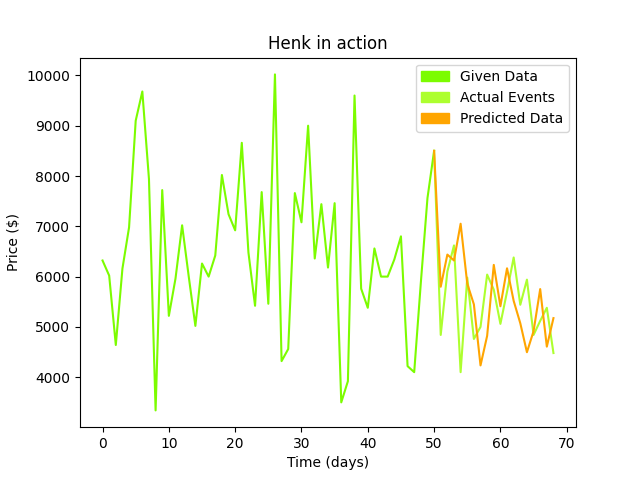 Henk in action
Given Data
Actual Events
Predicted Data
Price ($)
10000
9000
8000
7000
6000
5000
4000
0 10 20 30 40 50 60 70
Time (days)